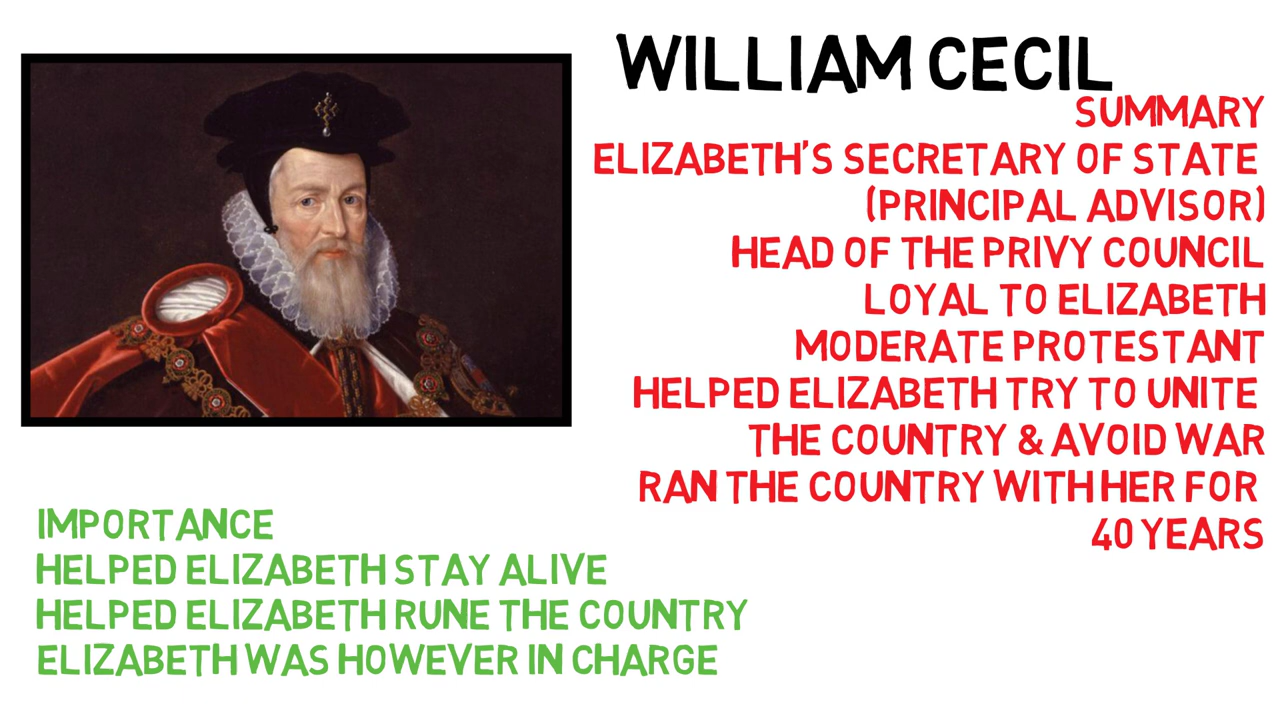 WILLIAM CECIL
SUMMARY
ELIZABETH'S SECRETARY OF STATE
(PRINCIPAL ADVISOR)
HEAD OF THE PRIVY COUNCIL
LOYAL TO ELIZABETH
MODERATE PROTESTANT
HELPED ELIZABETH TRY TO UNITE
THE COUNTRY & AVOID WAR
RAN THE COUNTRY WITH HER FOR
40 YEARS
IMPORTANCE
HELPED ELIZABETH STAY ALIVE
HELPED ELIZABETH RUNE THE COUNTRY
ELIZABETH WAS HOWEVER IN CHARGE